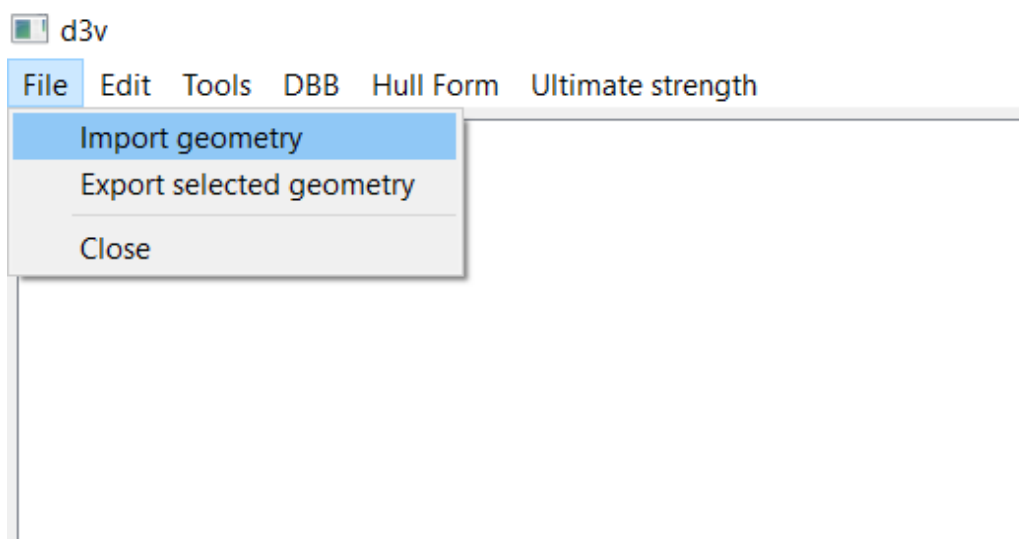 d3v
File Edit Tools DBB Hull Form Ultimate strength
Import geometry
Export selected geometry
Close